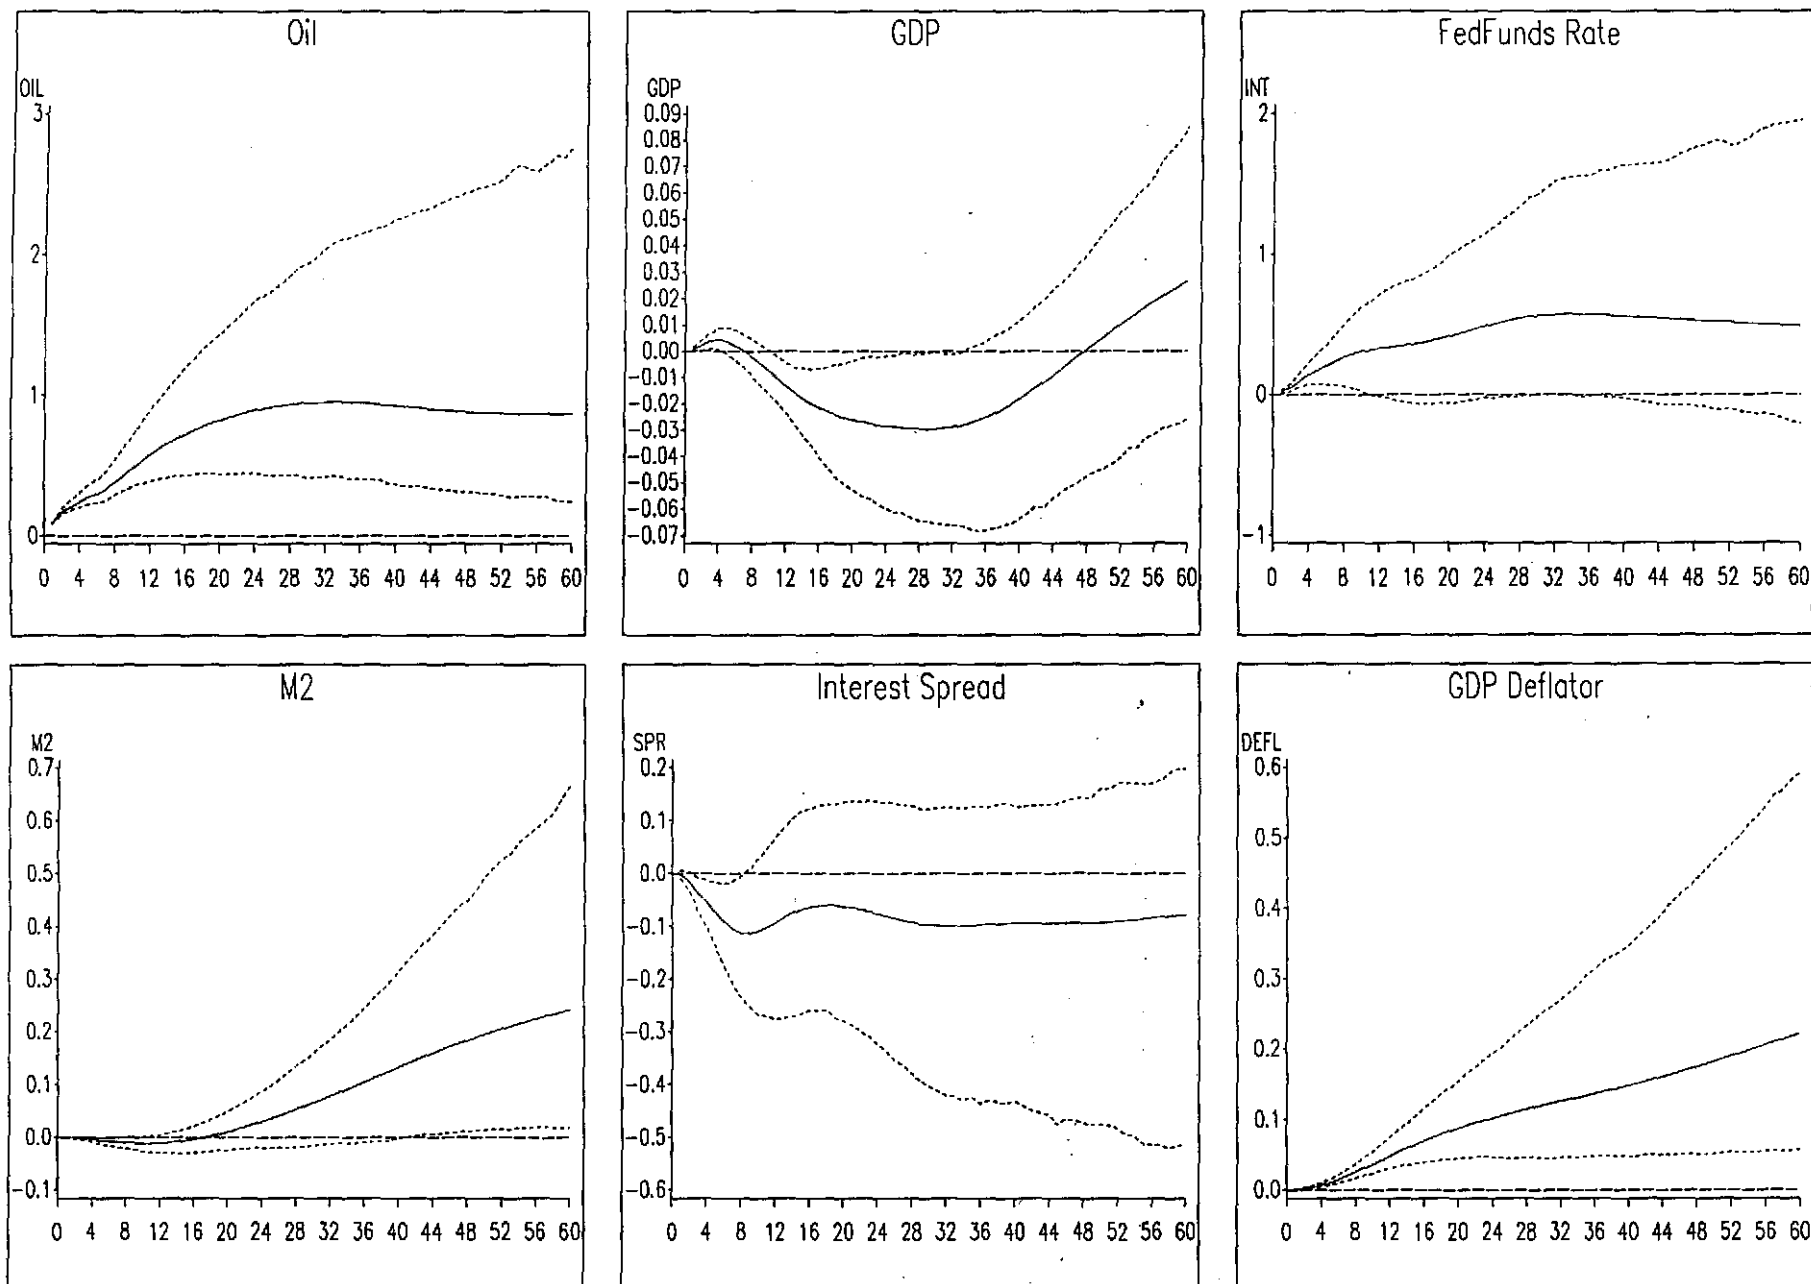 Oil
OIL
3
2
1
0
0 4 8 12 16 20 24 28 32 36 40 44 48 52 56 60
GDP
GDP
0.09
0.08
0.07
0.06
0.05
0.04
0.03
0.02
0.01
0.00
-0.01
-0.02
-0.03
-0.04
-0.05
-0.06
-0.07
0 4 8 12 16 20 24 28 32 36 40 44 48 52 56 60
FedFunds Rate
INT
2
1
0
-1
0 4 8 12 16 20 24 28 32 36 40 44 48 52 56 60
M2
M2
0.7
0.6
0.5
0.4
0.3
0.2
0.1
0.0
-0.1
0 4 8 12 16 20 24 28 32 36 40 44 48 52 56 60
Interest Spread
SPR
0.2
0.1
0.0
-0.1
-0.2
-0.3
-0.4
-0.5
-0.6
0 4 8 12 16 20 24 28 32 36 40 44 48 52 56 60
GDP Deflator
DEFL
0.6
0.5
0.4
0.3
0.2
0.1
0.0
0 4 8 12 16 20 24 28 32 36 40 44 48 52 56 60